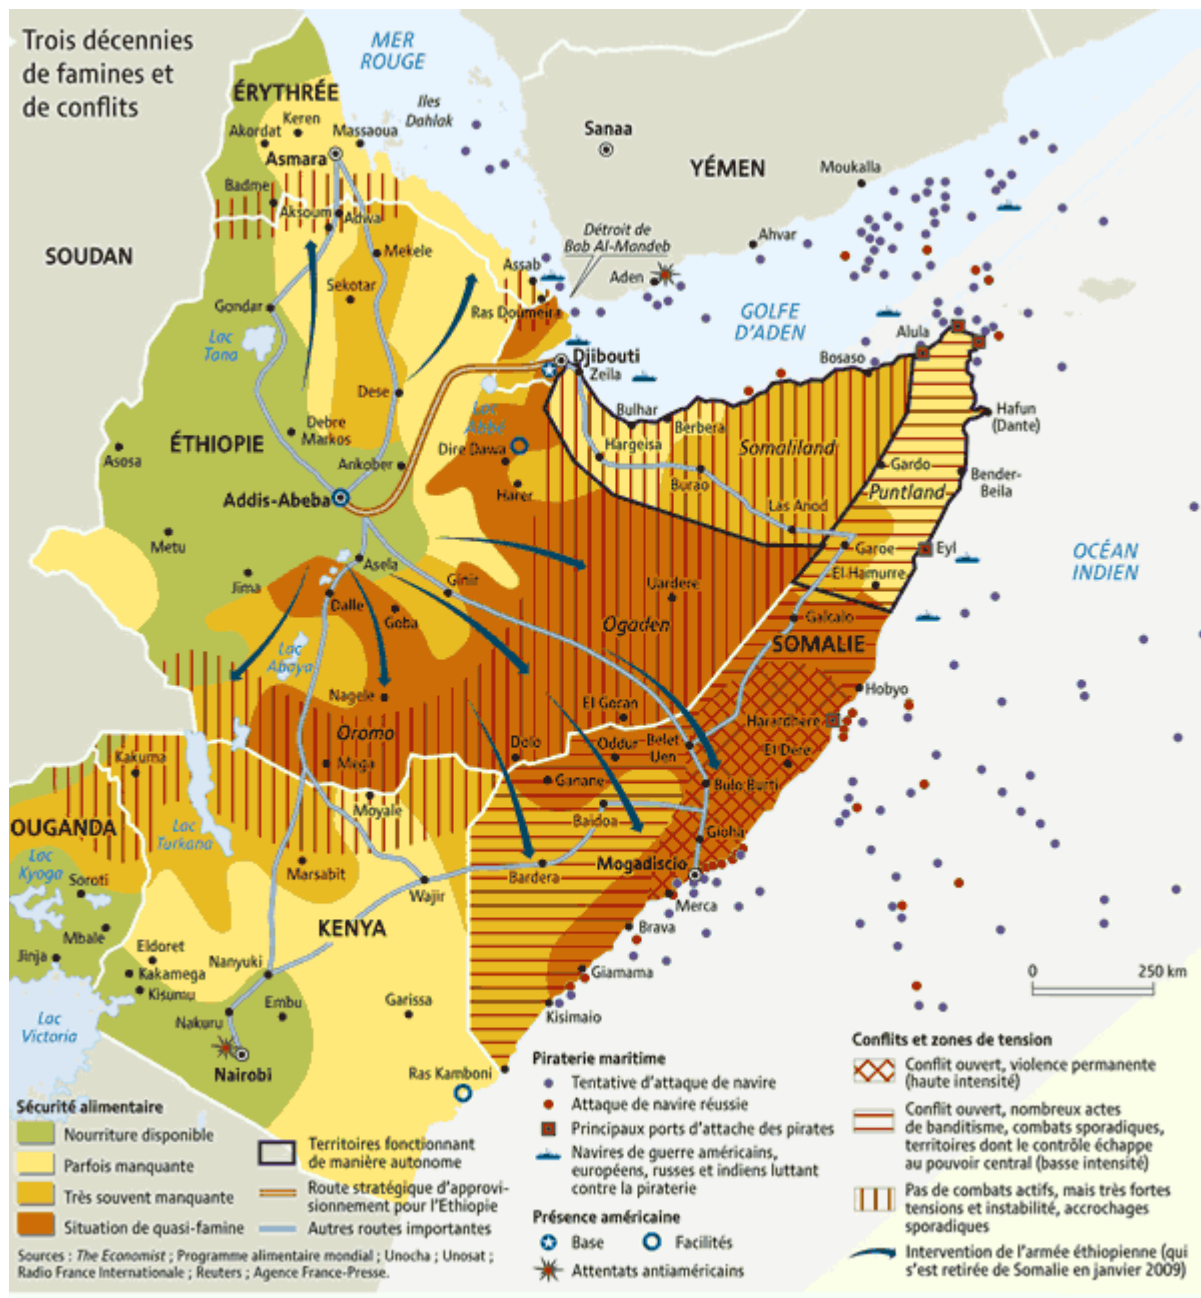 Trois décennies
de famines et
de conflits
MER
ROUGE
Iles
Dahlak
ÉRYTHRÉE
Keren
Akordat
Massaoua
Asmara
Badme
Aksoum
Adwa
Sanaa
YÉMEN
Moukalla
Ahvar
Détroit de
Bab Al-Mandeb
Aden
SOUDAN
Mekele
Sekotar
Assab
Ras Doumeira
Gondar
Lac
Tana
GOLFE
D'ADEN
Alula
Bosaso
Djibouti
Zeila
Dese
Lac
Abbé
Bulhar
Berbera
Hafun
(Dante)
Debre
Markos
ÉTHIOPIE
Asosa
Ankober
Dire Dawa
Hargeisa
Somaliland
Gardo
Bender-
Beila
Harer
Burao
Puntland
Addis-Abeba
Las Anod
Metu
Asela
Garoe
Eyl
OCÉAN
INDIEN
Jima
Ginir
El Hamurre
Dalle
Goba
Uardere
Ogaden
Galcaio
SOMALIE
Lac
Abaya
Nagele
El Goran
Hobyo
Harardhere
Oromo
Dolo
Oddur
Belet
Uen
El Dere
Kakuma
Mega
Ganane
Bulo Burti
Moyale
OUGANDA
Lac
Turkana
Baidoa
Gioha
Lac
Kyoga
Soroti
Marsabit
Bardera
Mogadiscio
Wajir
Merca
Mbale
KENYA
Brava
Jinja
Eldoret
Kakamega
Nanyuki
Giamama
Kisumu
Embu
Garissa
Kisimaio
Lac
Victoria
Nakuru
Nairobi
Ras Kamboni
0 250 km
Sécurité alimentaire
Nourriture disponible
Parfois manquante
Très souvent manquante
Situation de quasi-famine
Territoires fonctionnant
de manière autonome
Route stratégique d'approvi-
sionnement pour l'Ethiopie
Autres routes importantes
Sources : The Economist ; Programme alimentaire mondial ; Unocha ; Unosat ;
Radio France Internationale ; Reuters ; Agence France-Presse.
Piraterie maritime
Tentative d'attaque de navire
Attaque de navire réussie
Principaux ports d'attache des pirates
Navires de guerre américains,
européens, russes et indiens luttant
contre la piraterie
Présence américaine
Base
Facilités
Attentats antiaméricains
Conflits et zones de tension
Conflit ouvert, violence permanente
(haute intensité)
Conflit ouvert, nombreux actes
de banditisme, combats sporadiques,
territoires dont le contrôle échappe
au pouvoir central (basse intensité)
Pas de combats actifs, mais très fortes
tensions et instabilité, accrochages
sporadiques
Intervention de l'armée éthiopienne (qui
s'est retirée de Somalie en janvier 2009)